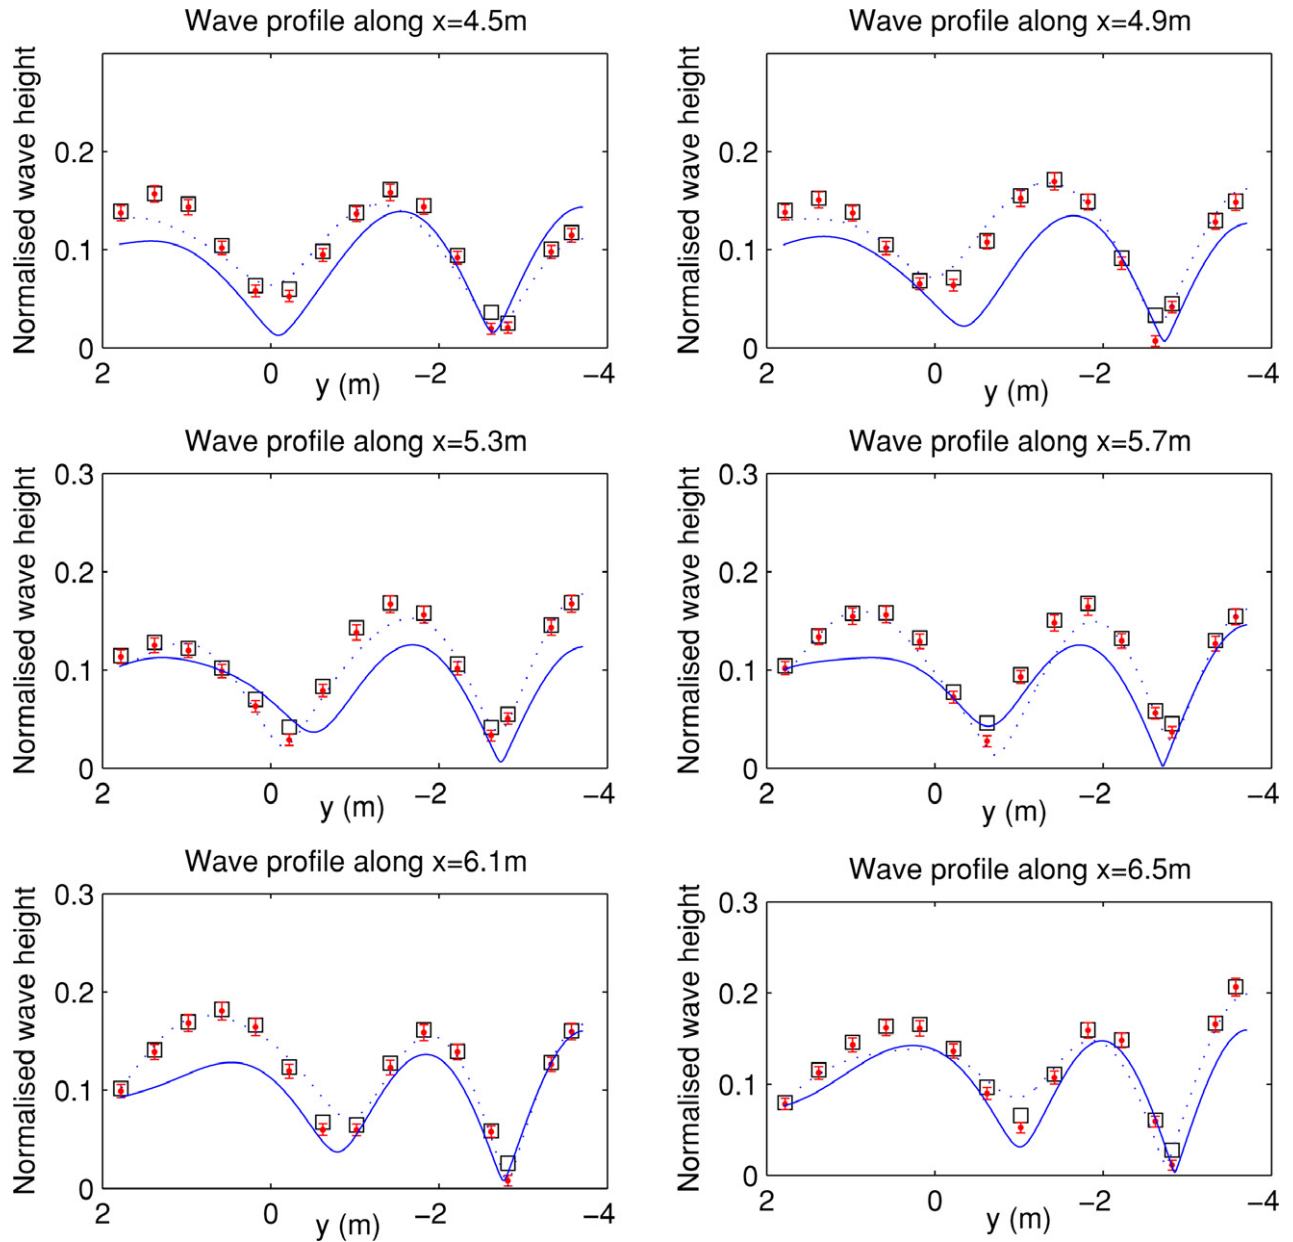 Wave profile along x=4.5m
Normalised wave height
0.2
0.1
0
2
0
−2
−4
y (m)
Wave profile along x=4.9m
Normalised wave height
0.2
0.1
0
2
0
−2
−4
y (m)
Wave profile along x=5.3m
Normalised wave height
0.3
0.2
0.1
0
2
0
−2
−4
y (m)
Wave profile along x=5.7m
Normalised wave height
0.3
0.2
0.1
0
2
0
−2
−4
y (m)
Wave profile along x=6.1m
Normalised wave height
0.3
0.2
0.1
0
2
0
−2
−4
y (m)
Wave profile along x=6.5m
Normalised wave height
0.3
0.2
0.1
0
2
0
−2
−4
y (m)